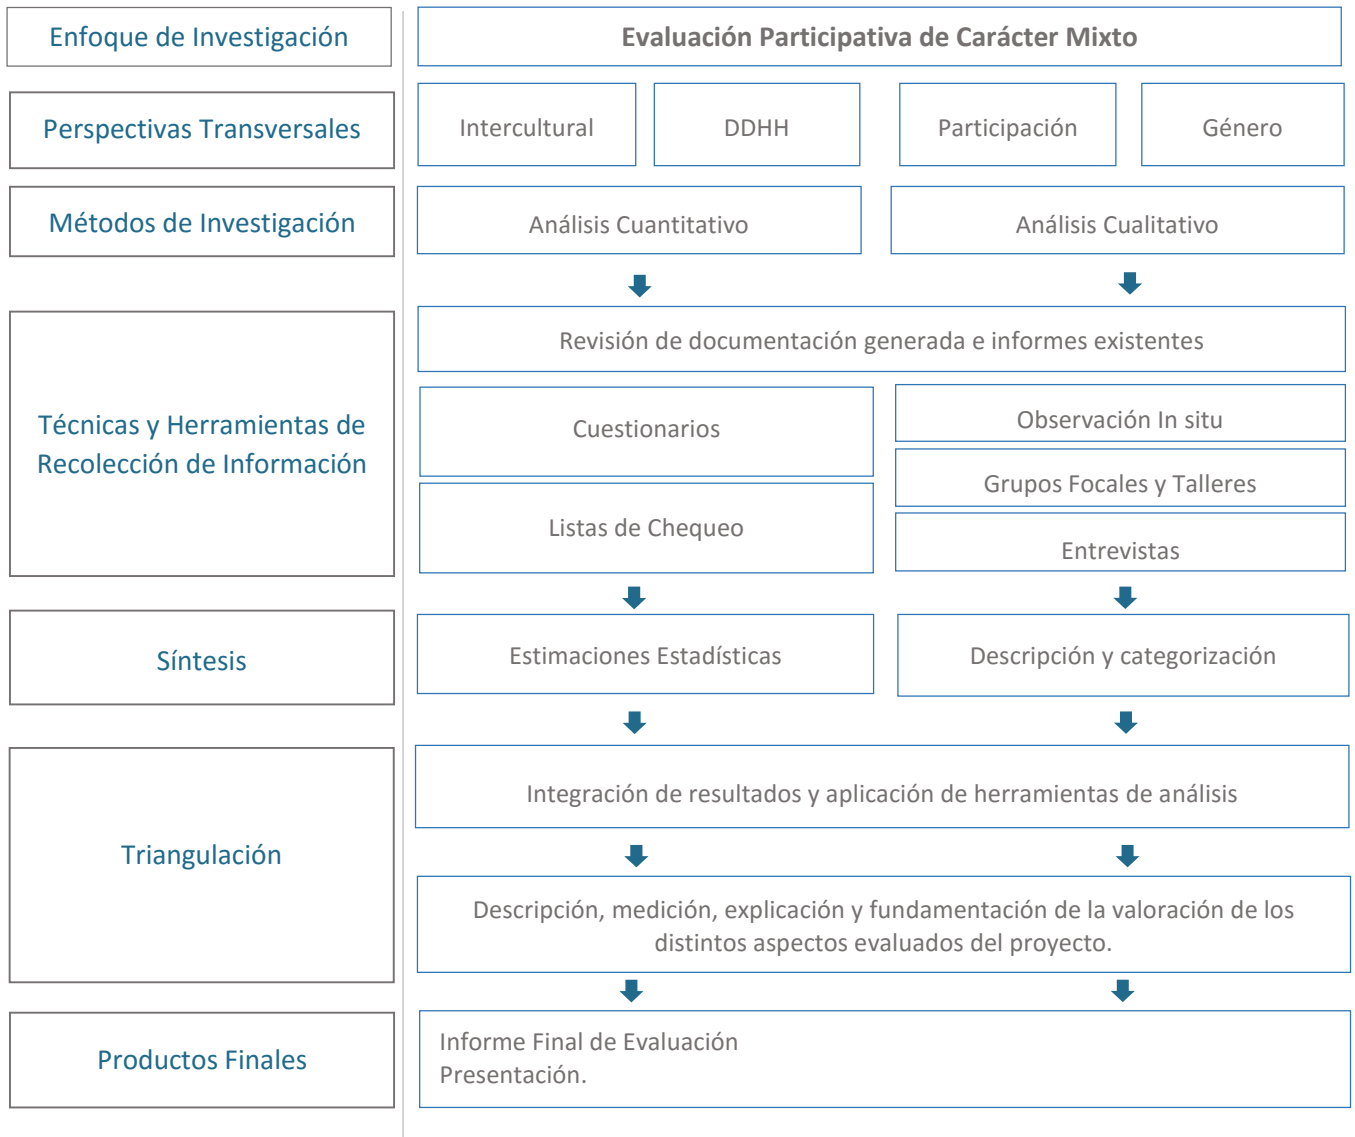 Enfoque de Investigación
Evaluación Participativa de Carácter Mixto
Perspectivas Transversales
Intercultural
DDHH
Participación
Género
Métodos de Investigación
Análisis Cuantitativo
Análisis Cualitativo
Técnicas y Herramientas de
Recolección de Información
Revisión de documentación generada e informes existentes
Cuestionarios
Listas de Chequeo
Observación In situ
Grupos Focales y Talleres
Entrevistas
Síntesis
Estimaciones Estadísticas
Descripción y categorización
Triangulación
Integración de resultados y aplicación de herramientas de análisis
Descripción, medición, explicación y fundamentación de la valoración de los
distintos aspectos evaluados del proyecto.
Productos Finales
Informe Final de Evaluación
Presentación.